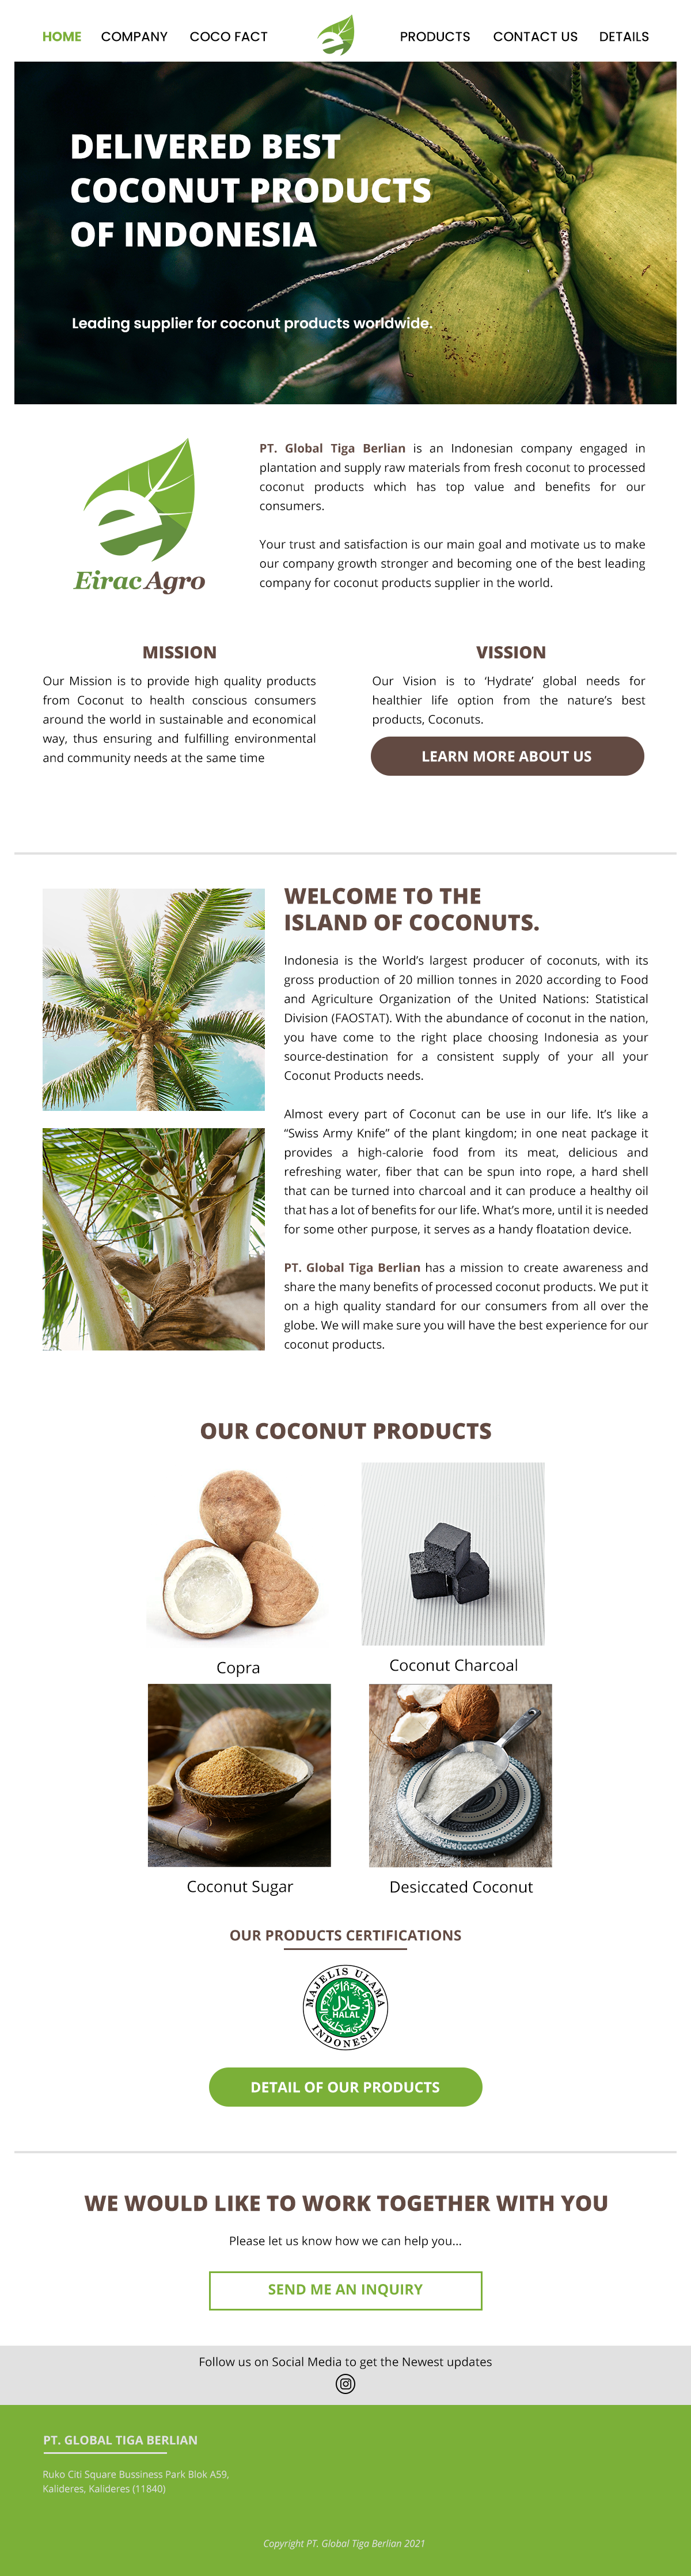 HOME COMPANY COCO FACT PRODUCTS CONTACT US DETAILS
DELIVERED BEST
COCONUT PRODUCTS
OF INDONESIA
Leading supplier for coconut products worldwide.
Eirac Agro
PT. Global Tiga Berlian is an Indonesian company engaged in
plantation and supply raw materials from fresh coconut to processed
coconut products which has top value and benefits for our
consumers.
Your trust and satisfaction is our main goal and motivate us to make
our company growth stronger and becoming one of the best leading
company for coconut products supplier in the world.
MISSION
Our Mission is to provide high quality products
from Coconut to health conscious consumers
around the world in sustainable and economical
way, thus ensuring and fulfilling environmental
and community needs at the same time
VISSION
Our Vision is to ‘Hydrate’ global needs for
healthier life option from the nature’s best
products, Coconuts.
LEARN MORE ABOUT US
WELCOME TO THE
ISLAND OF COCONUTS.
Indonesia is the World’s largest producer of coconuts, with its
gross production of 20 million tonnes in 2020 according to Food
and Agriculture Organization of the United Nations: Statistical
Division (FAOSTAT). With the abundance of coconut in the nation,
you have come to the right place choosing Indonesia as your
source-destination for a consistent supply of your all your
Coconut Products needs.
Almost every part of Coconut can be use in our life. It’s like a
“Swiss Army Knife” of the plant kingdom; in one neat package it
provides a high-calorie food from its meat, delicious and
refreshing water, fiber that can be spun into rope, a hard shell
that can be turned into charcoal and it can produce a healthy oil
that has a lot of benefits for our life. What’s more, until it is needed
for some other purpose, it serves as a handy floatation device.
PT. Global Tiga Berlian has a mission to create awareness and
share the many benefits of processed coconut products. We put it
on a high quality standard for our consumers from all over the
globe. We will make sure you will have the best experience for our
coconut products.
OUR COCONUT PRODUCTS
Copra
Coconut Charcoal
Coconut Sugar
Desiccated Coconut
OUR PRODUCTS CERTIFICATIONS
MAJELIS ULAMA
حلال
HALAL
INDONESIA
DETAIL OF OUR PRODUCTS
WE WOULD LIKE TO WORK TOGETHER WITH YOU
Please let us know how we can help you...
SEND ME AN INQUIRY
Follow us on Social Media to get the Newest updates
PT. GLOBAL TIGA BERLIAN
Ruko Citi Square Bussiness Park Blok A59,
Kalideres, Kalideres (11840)
Copyright PT. Global Tiga Berlian 2021